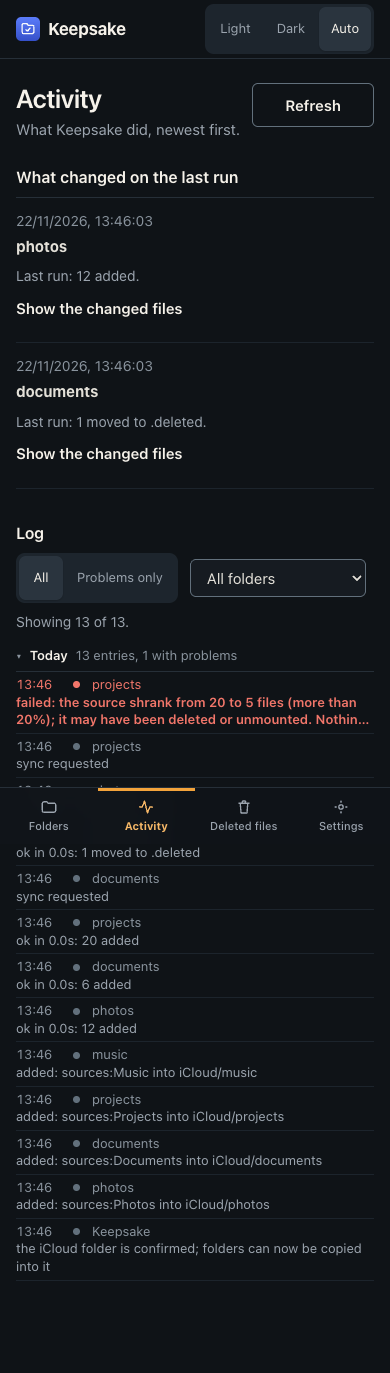 Keepsake
Light
Dark
Auto
Activity
Refresh
What Keepsake did, newest first.
What changed on the last run
22/11/2026, 13:46:03
photos
Last run: 12 added.
Show the changed files
22/11/2026, 13:46:03
documents
Last run: 1 moved to .deleted.
Show the changed files
Log
All
Problems only
All folders
Showing 13 of 13.
Today 13 entries, 1 with problems
13:46 projects
failed: the source shrank from 20 to 5 files (more than
20%); it may have been deleted or unmounted. Nothin...
13:46 projects
sync requested
Folders
Activity
Deleted files
Settings
ok in 0.0s: 1 moved to .deleted
13:46 documents
sync requested
13:46 projects
ok in 0.0s: 20 added
13:46 documents
ok in 0.0s: 6 added
13:46 photos
ok in 0.0s: 12 added
13:46 music
added: sources:Music into iCloud/music
13:46 projects
added: sources:Projects into iCloud/projects
13:46 documents
added: sources:Documents into iCloud/documents
13:46 photos
added: sources:Photos into iCloud/photos
13:46 Keepsake
the iCloud folder is confirmed; folders can now be copied
into it